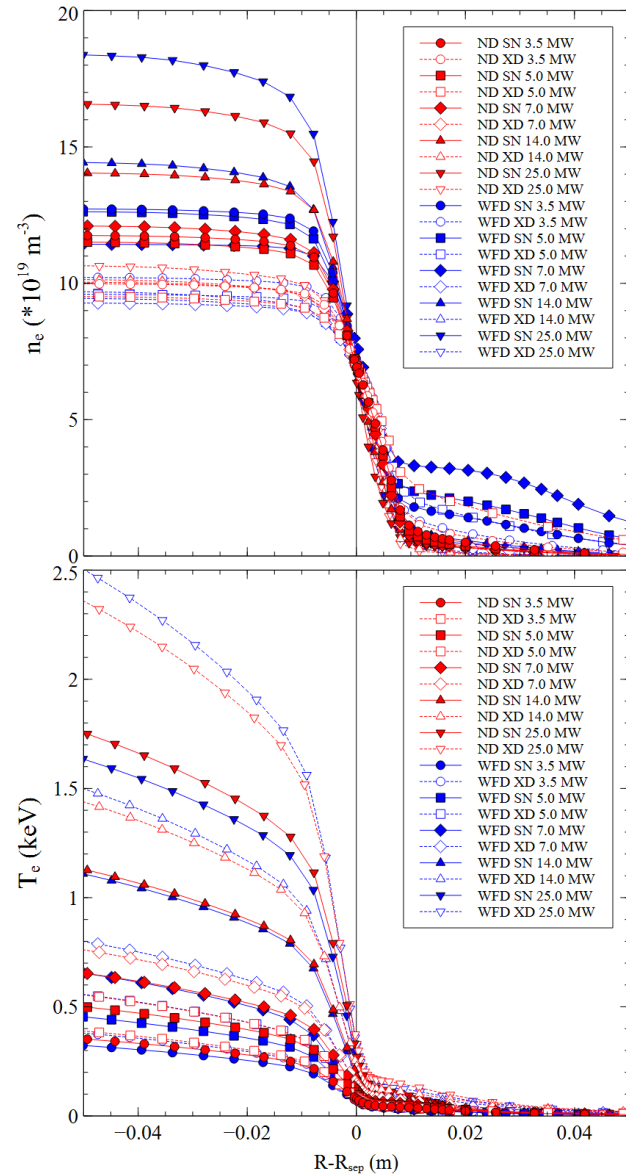 20
15
10
5
0
n_e (*10^19 m^-3)
ND SN 3.5 MW
ND XD 3.5 MW
ND SN 5.0 MW
ND XD 5.0 MW
ND SN 7.0 MW
ND XD 7.0 MW
ND SN 14.0 MW
ND XD 14.0 MW
ND SN 25.0 MW
ND XD 25.0 MW
WFD SN 3.5 MW
WFD XD 3.5 MW
WFD SN 5.0 MW
WFD XD 5.0 MW
WFD SN 7.0 MW
WFD XD 7.0 MW
WFD SN 14.0 MW
WFD XD 14.0 MW
WFD SN 25.0 MW
WFD XD 25.0 MW
2.5
2
1.5
1
0.5
0
T_e (keV)
ND SN 3.5 MW
ND XD 3.5 MW
ND SN 5.0 MW
ND XD 5.0 MW
ND SN 7.0 MW
ND XD 7.0 MW
ND SN 14.0 MW
ND XD 14.0 MW
ND SN 25.0 MW
ND XD 25.0 MW
WFD SN 3.5 MW
WFD XD 3.5 MW
WFD SN 5.0 MW
WFD XD 5.0 MW
WFD SN 7.0 MW
WFD XD 7.0 MW
WFD SN 14.0 MW
WFD XD 14.0 MW
WFD SN 25.0 MW
WFD XD 25.0 MW
−0.04 −0.02 0 0.02 0.04
R-R_sep (m)